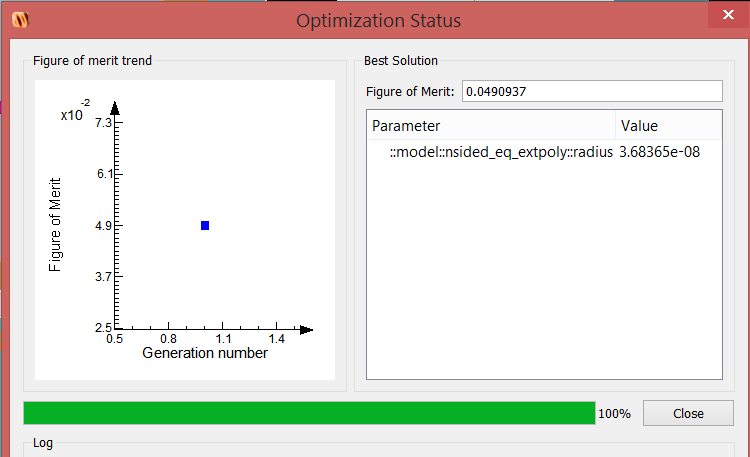 Optimization Status
Figure of merit trend
x10-2
7.3
6.1
4.9
3.7
2.5
Figure of Merit
0.5 0.8 1.1 1.4
Generation number
Best Solution
Figure of Merit: 0.0490937
Parameter Value
::model::nsided_eq_extpoly::radius 3.68365e-08
100% Close
Log